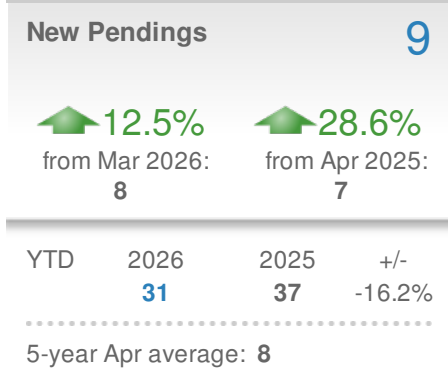 New Pendings 9
12.5% 28.6%
from Mar 2026: from Apr 2025:
8 7
YTD 2026 2025 +/-
31 37 -16.2%
5-year Apr average: 8